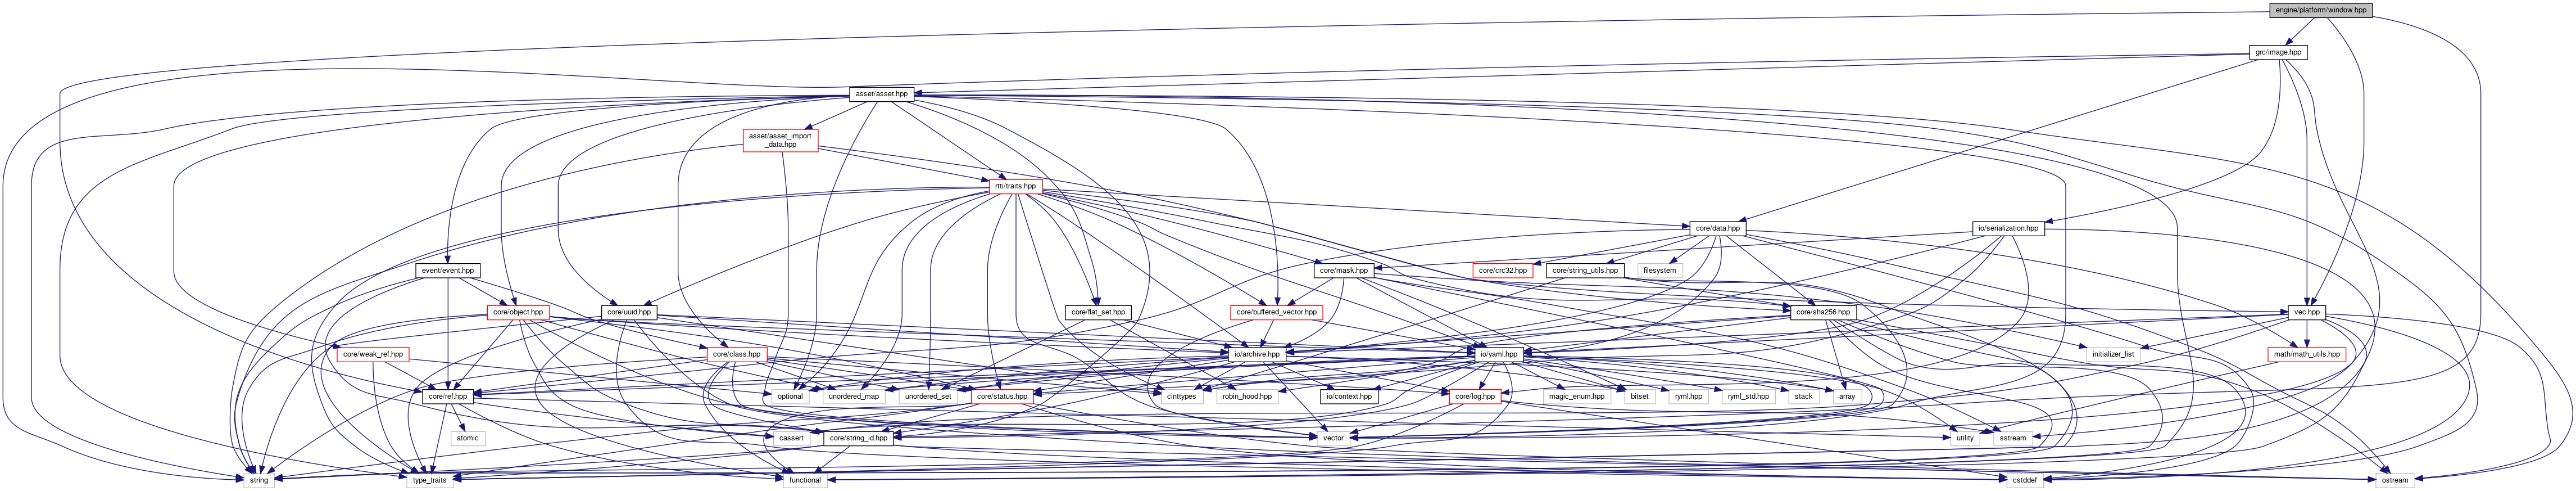 engine/platform/window.hpp
grc/image.hpp
asset/asset.hpp
asset/asset_import
_data.hpp
rtti/traits.hpp
core/data.hpp
io/serialization.hpp
event/event.hpp
core/mask.hpp
core/crc32.hpp
core/string_utils.hpp
filesystem
core/object.hpp
core/uuid.hpp
core/flat_set.hpp
core/buffered_vector.hpp
core/sha256.hpp
vec.hpp
core/weak_ref.hpp
core/class.hpp
io/archive.hpp
io/yaml.hpp
initializer_list
math/math_utils.hpp
core/ref.hpp
optional
unordered_map
unordered_set
core/status.hpp
cinttypes
robin_hood.hpp
io/context.hpp
core/log.hpp
magic_enum.hpp
bitset
ryml.hpp
ryml_std.hpp
stack
array
atomic
cassert
core/string_id.hpp
vector
utility
sstream
string
type_traits
functional
cstddef
ostream